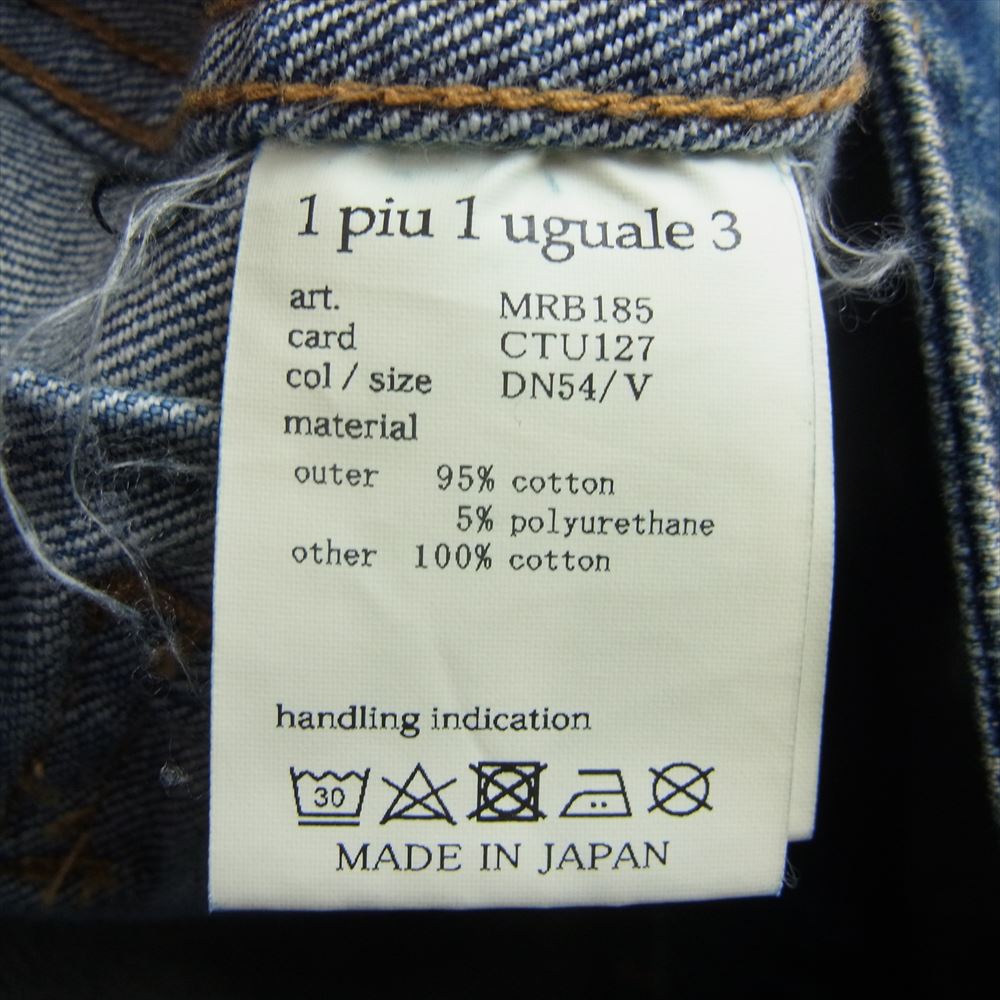 1 piu 1 uguale 3
art. MRB185
card CTU127
col / size DN54/V
material
outer 95% cotton
5% polyurethane
other 100% cotton
handling indication
30
MADE IN JAPAN